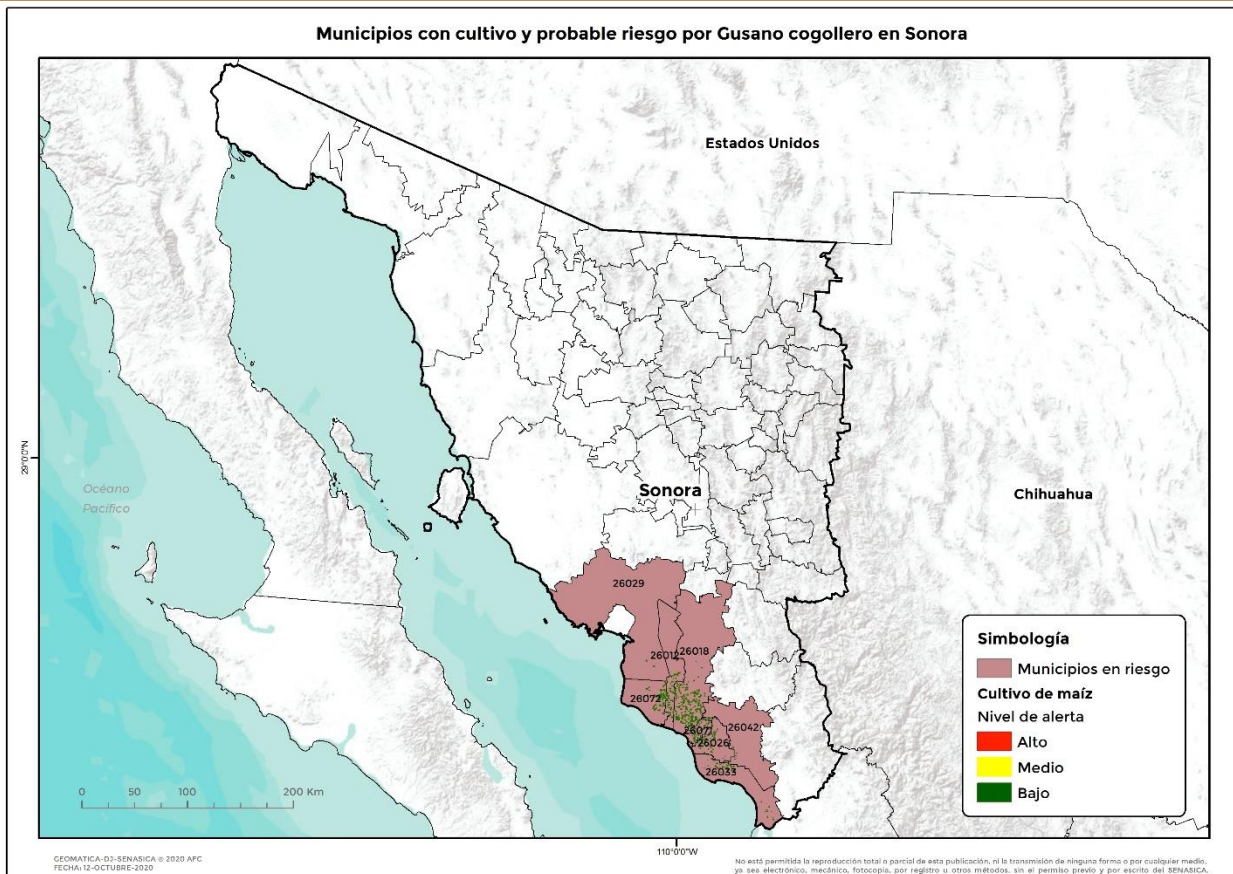 Municipios con cultivo y probable riesgo por Gusano cogollero en Sonora
Estados Unidos
29°0'0"N
Sonora
Océano
Pacífico
Chihuahua
26029
26012
26018
26072
26042
26071
26026
26033
Simbología
Municipios en riesgo
Cultivo de maíz
Nivel de alerta
Alto
Medio
Bajo
0 50 100 200 Km
110°0'0"W
GEOMATICA-DJ-SENASICA © 2020 AFC
FECHA: 12-OCTUBRE-2020
No está permitida la reproducción total o parcial de esta publicación, ni la transmisión de ninguna forma o por cualquier medio,
ya sea electrónico, mecánico, fotocopia, por registro u otros métodos, sin el permiso previo y por escrito del SENASICA.